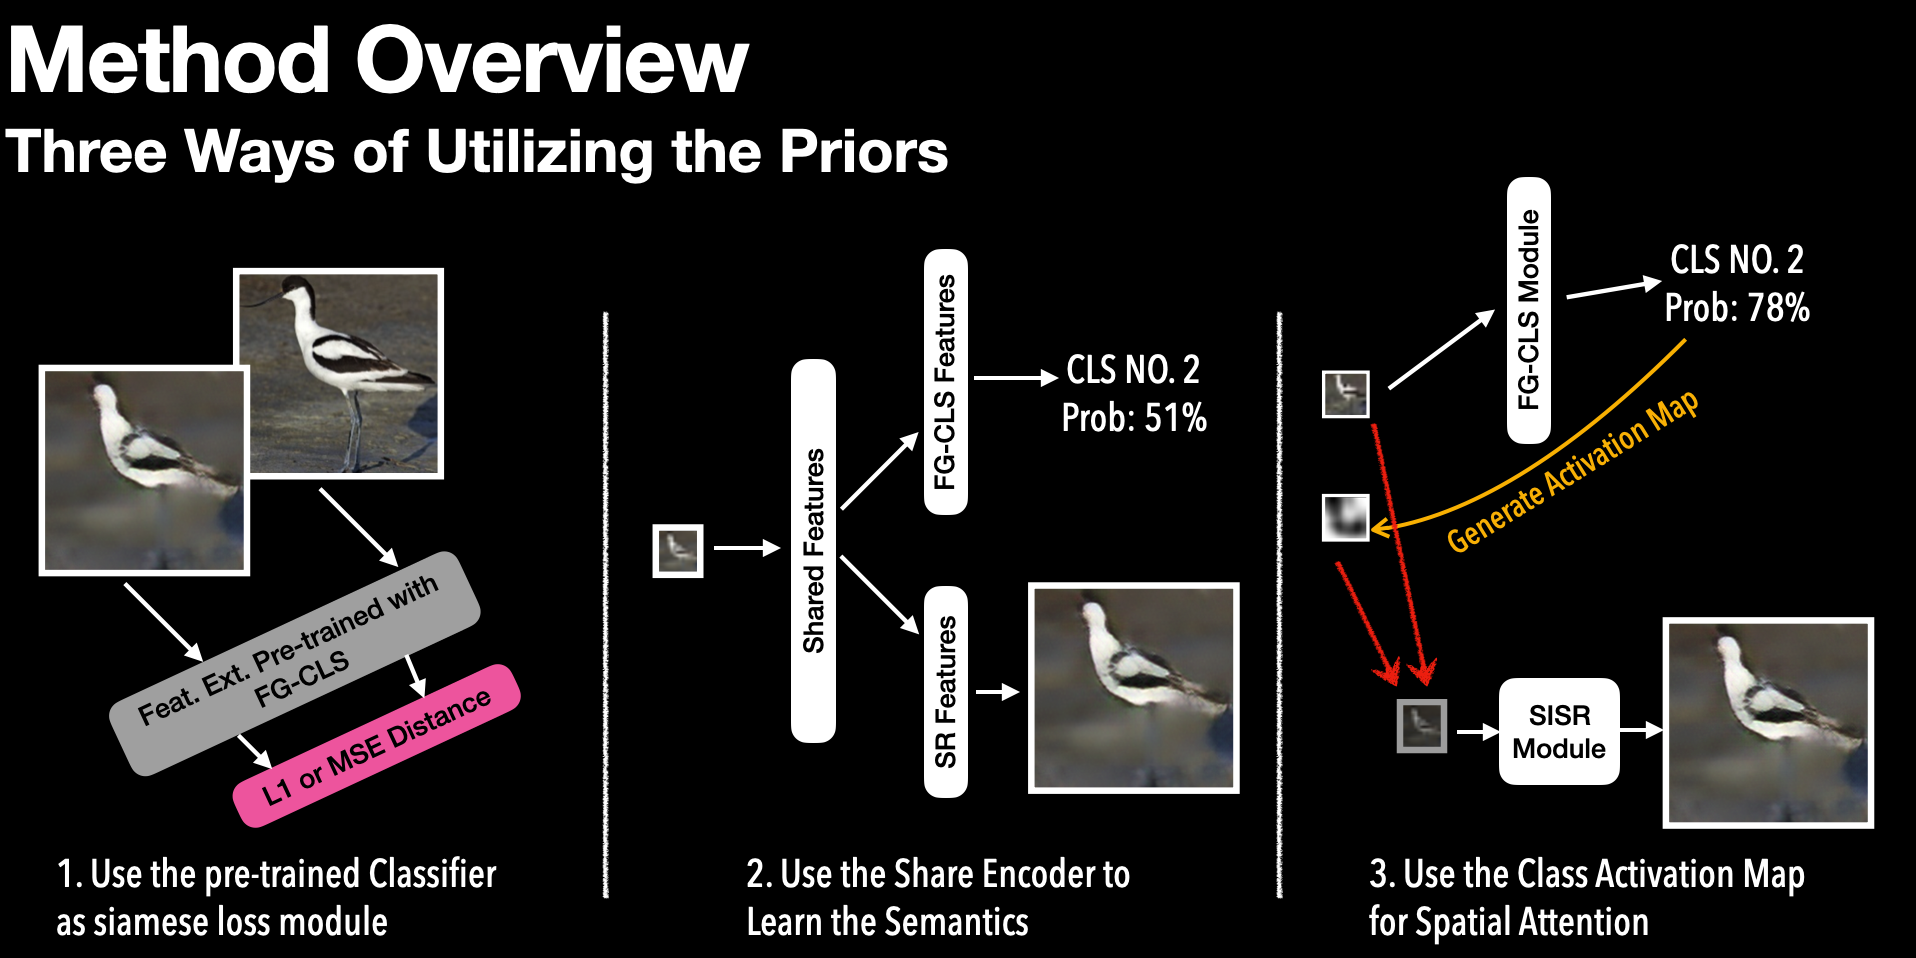 Method Overview
Three Ways of Utilizing the Priors
Feat. Ext. Pre-trained with
FG-CLS
L1 or MSE Distance
1. Use the pre-trained Classifier
as siamese loss module
Shared Features
FG-CLS Features
CLS NO. 2
Prob: 51%
SR Features
2. Use the Share Encoder to
Learn the Semantics
FG-CLS Module
CLS NO. 2
Prob: 78%
Generate Activation Map
SISR
Module
3. Use the Class Activation Map
for Spatial Attention